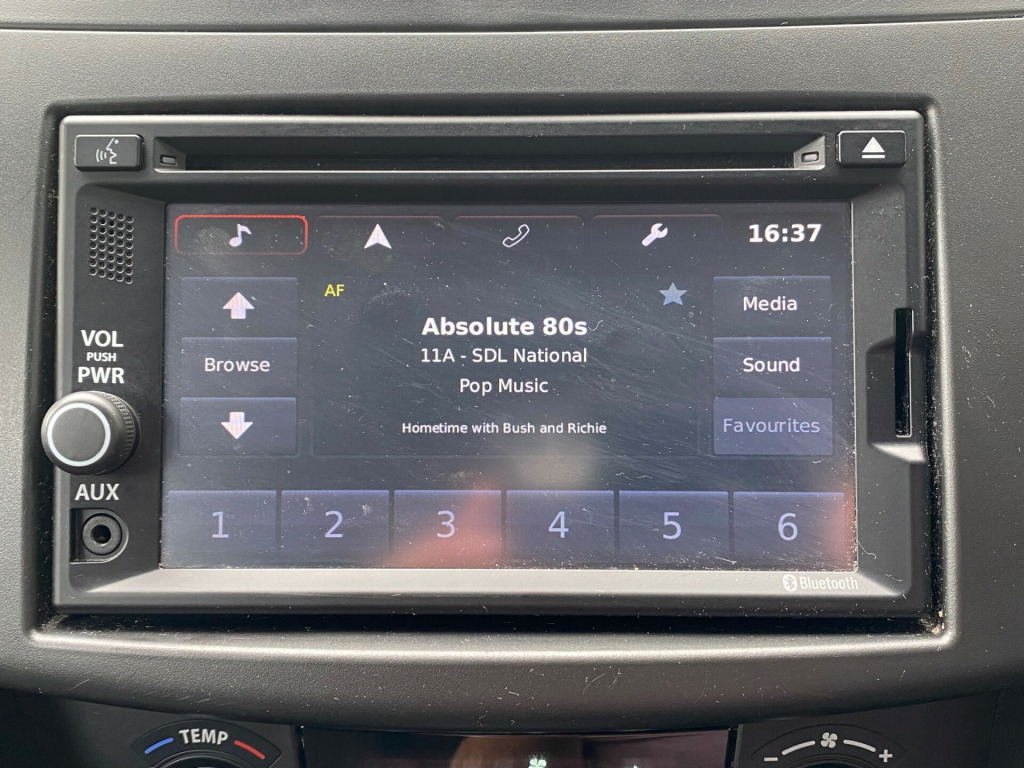 16:37
AF
Media
Absolute 80s
11A - SDL National
Browse
Sound
Pop Music
Hometime with Bush and Richie
Favourites
VOL
PUSH
PWR
AUX
1 2 3 4 5 6
Bluetooth
TEMP
- +